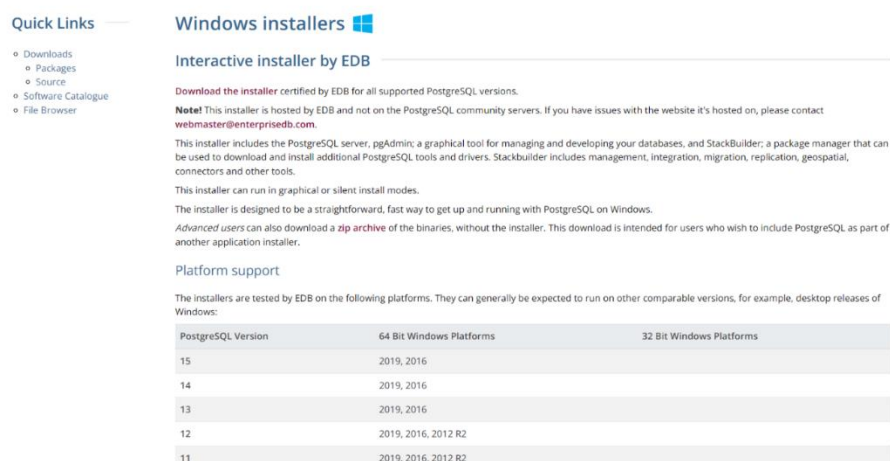 Quick Links
Downloads
Packages
Source
Software Catalogue
File Browser
Windows installers
Interactive installer by EDB
Download the installer certified by EDB for all supported PostgreSQL versions.
Note! This installer is hosted by EDB and not on the PostgreSQL community servers. If you have issues with the website it's hosted on, please contact
webmaster@enterprisedb.com.
This installer includes the PostgreSQL server, pgAdmin; a graphical tool for managing and developing your databases, and StackBuilder; a package manager that can
be used to download and install additional PostgreSQL tools and drivers. Stackbuilder includes management, integration, migration, replication, geospatial,
connectors and other tools.
This installer can run in graphical or silent install modes.
The installer is designed to be a straightforward, fast way to get up and running with PostgreSQL on Windows.
Advanced users can also download a zip archive of the binaries, without the installer. This download is intended for users who wish to include PostgreSQL as part of
another application installer.
Platform support
The installers are tested by EDB on the following platforms. They can generally be expected to run on other comparable versions, for example, desktop releases of
Windows:
PostgreSQL Version 64 Bit Windows Platforms 32 Bit Windows Platforms
15 2019, 2016
14 2019, 2016
13 2019, 2016
12 2019, 2016, 2012 R2
11 2019, 2016, 2012 R2